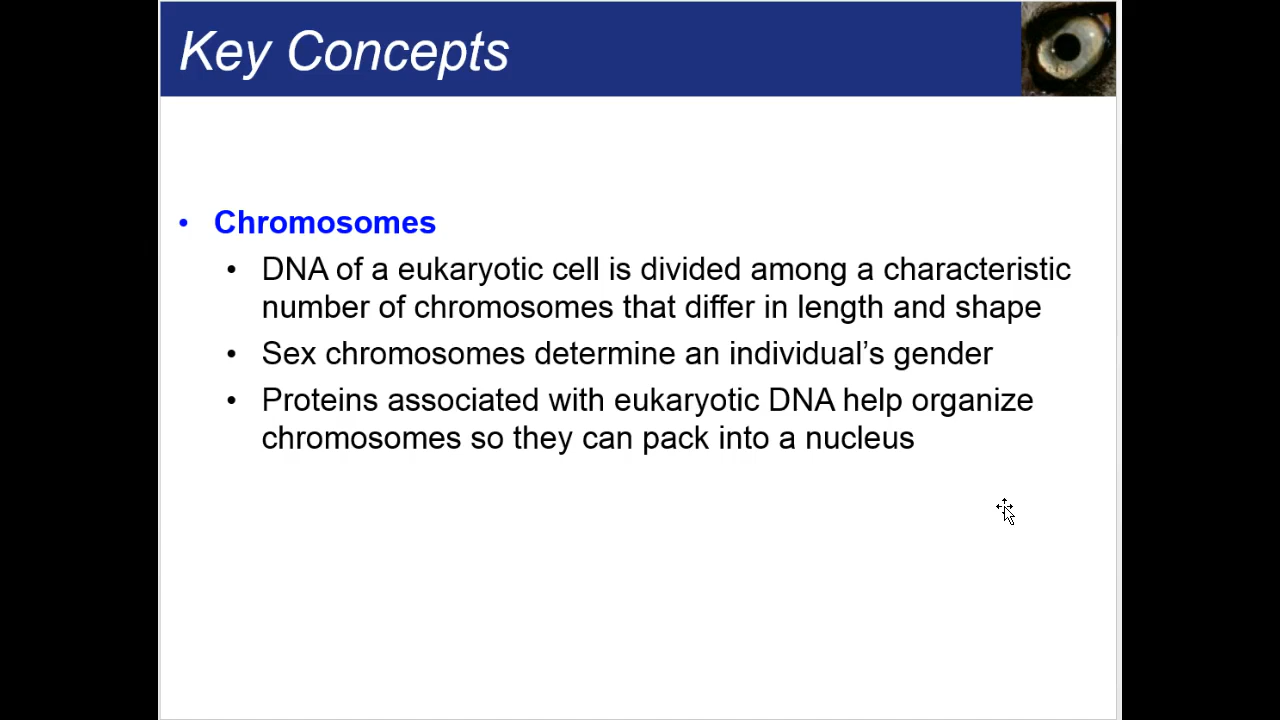 Key Concepts
• Chromosomes
• DNA of a eukaryotic cell is divided among a characteristic
number of chromosomes that differ in length and shape
• Sex chromosomes determine an individual’s gender
• Proteins associated with eukaryotic DNA help organize
chromosomes so they can pack into a nucleus